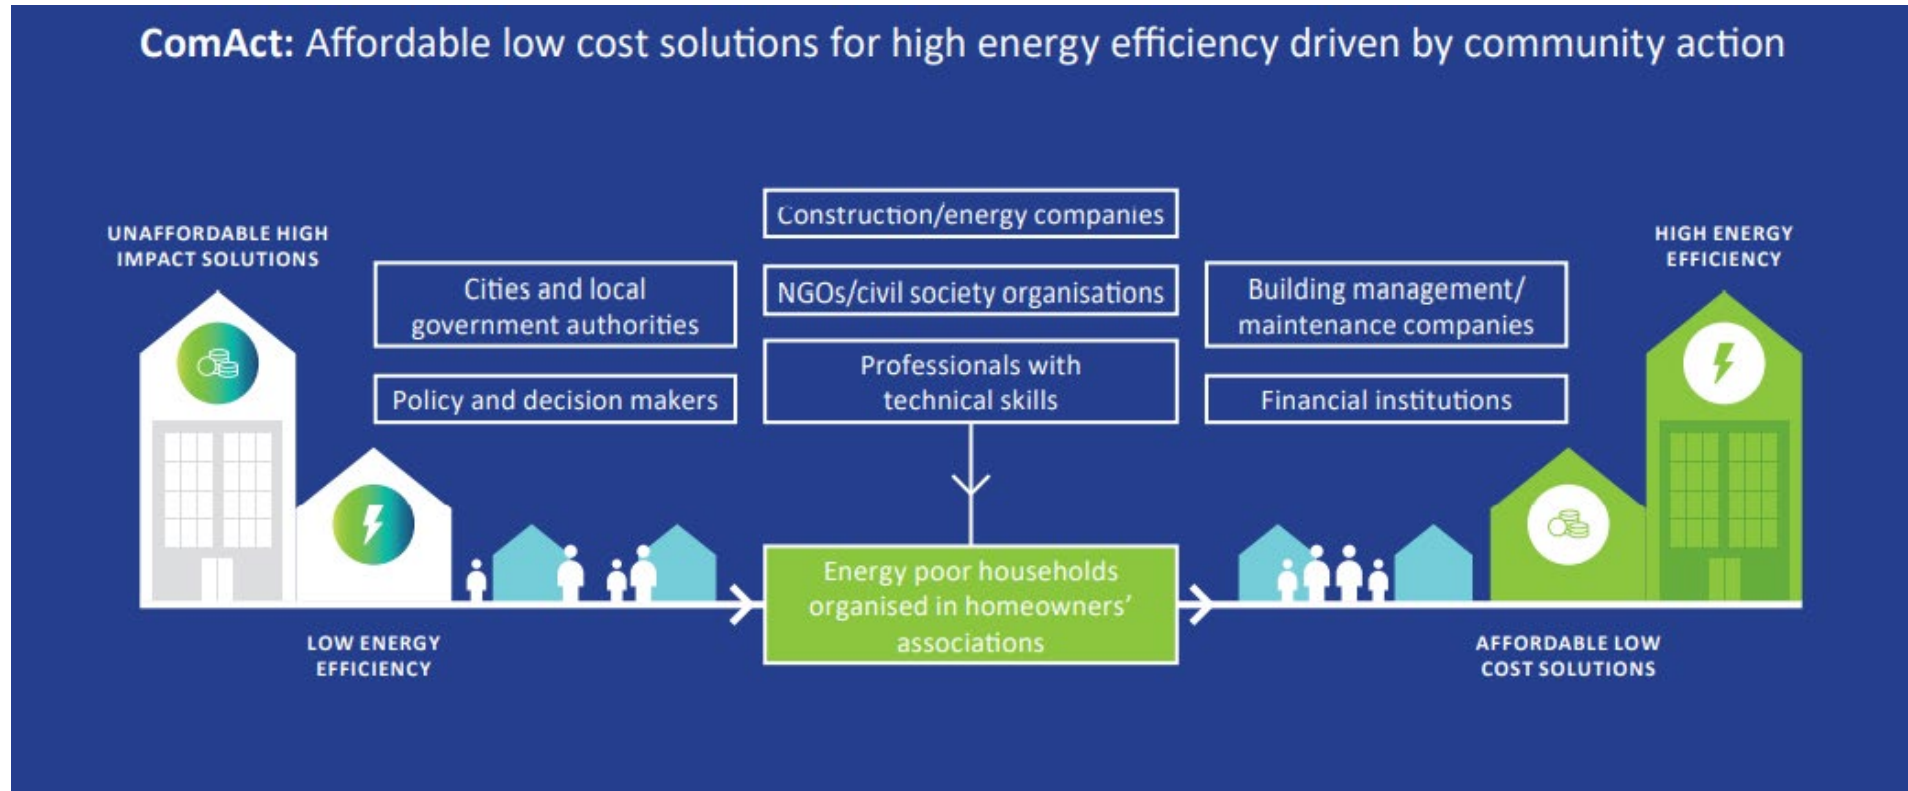 ComAct: Affordable low cost solutions for high energy efficiency driven by community action
UNAFFORDABLE HIGH
IMPACT SOLUTIONS
LOW ENERGY
EFFICIENCY
Cities and local
government authorities
Policy and decision makers
Construction/energy companies
NGOs/civil society organisations
Professionals with
technical skills
Building management/
maintenance companies
Financial institutions
Energy poor households
organised in homeowners’
associations
HIGH ENERGY
EFFICIENCY
AFFORDABLE LOW
COST SOLUTIONS